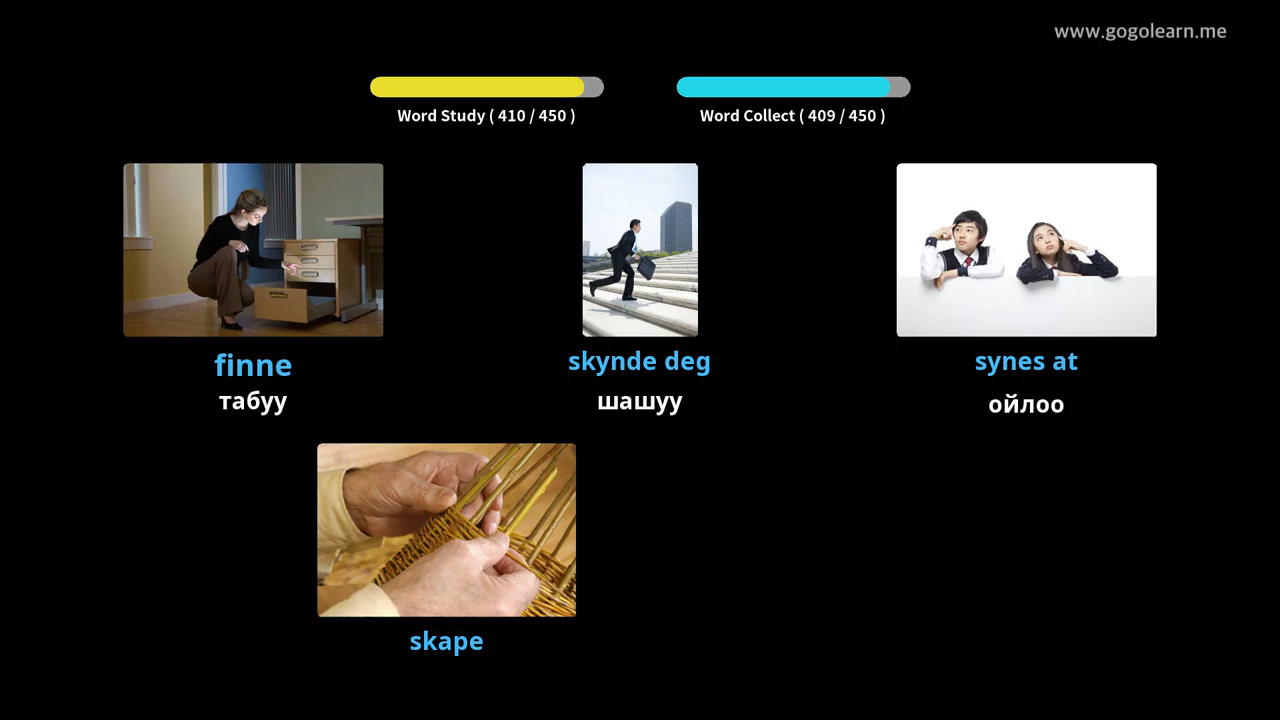 www.gogolearn.me
Word Study ( 410 / 450 )
Word Collect ( 409 / 450 )
finne
табуу
skynde deg
шашуу
synes at
ойлоо
skape